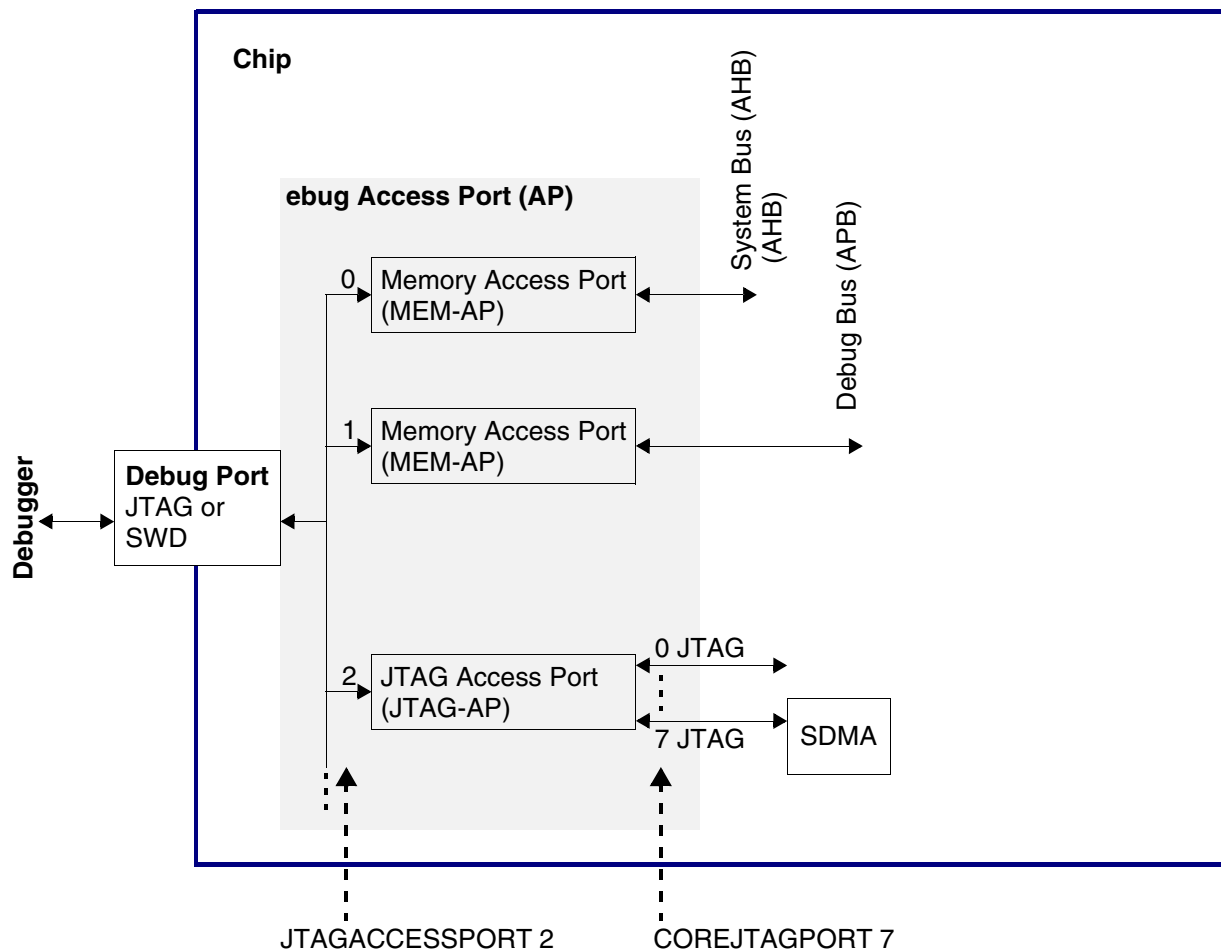 Chip
System Bus (AHB)
(AHB)
Debug Bus (APB)
ebug Access Port (AP)
0
Memory Access Port
(MEM-AP)
1
Memory Access Port
(MEM-AP)
Debugger
Debug Port
JTAG or
SWD
2
JTAG Access Port
(JTAG-AP)
0 JTAG
7 JTAG
SDMA
JTAGACCESSPORT 2
COREJTAGPORT 7